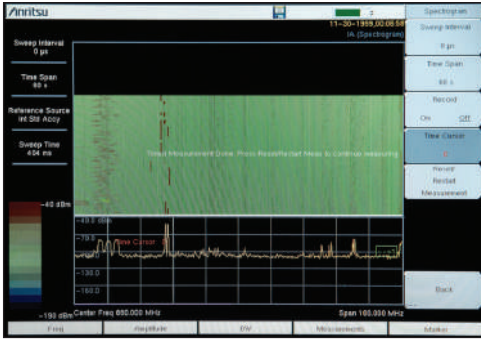 Anritsu
11-30-1999,00:06:58
IA (Spectrogram)
Spectrogram
Sweep Interval
0 µs
Time Span
60 s
Reference Source
Int Std Accy
Sweep Time
404 ms
Sweep Interval
0 µs
Time Span
60 s
Record
On Off
Time Cursor
0
Reset/
Restart
Measurement
Timed Measurement Done. Press Reset/Restart Meas to Continue measuring
-40 dBm
-190 dBm
-49.0 dBm
-79.0
Time Cursor
-130.0
-160.0
Center Freq 850.000 MHz
Span 100.000 MHz
Back
Freq
Amplitude
BW
Measurements
Marker